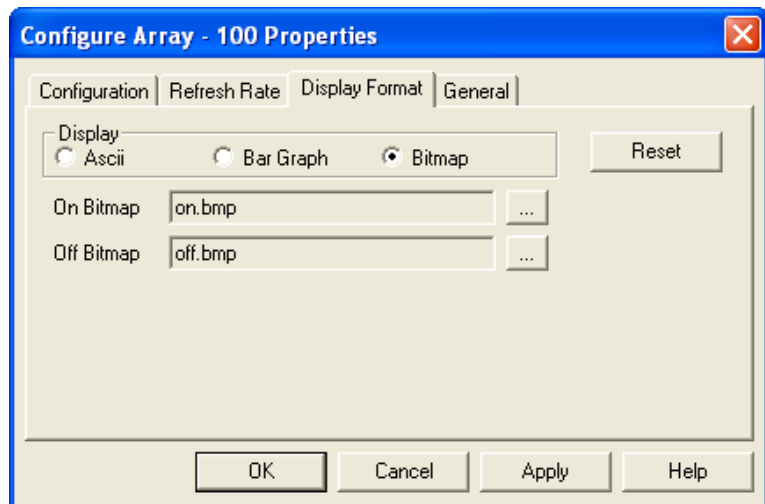 Configure Array - 100 Properties
Configuration Refresh Rate Display Format General
Display
Ascii Bar Graph Bitmap Reset
On Bitmap on.bmp ...
Off Bitmap off.bmp ...
OK Cancel Apply Help